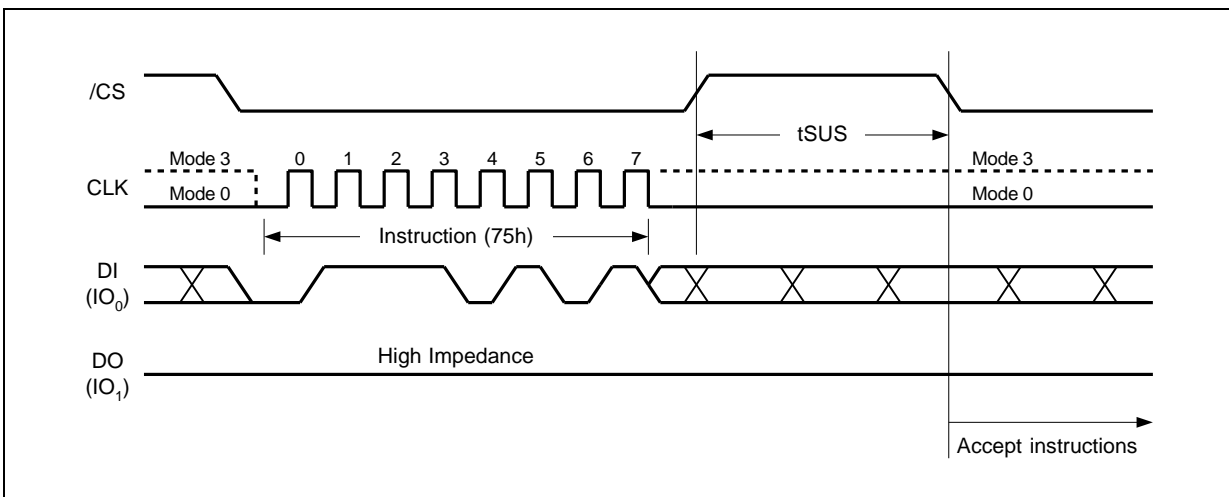 /CS
tSUS
Mode 3 0 1 2 3 4 5 6 7 Mode 3
CLK
Mode 0 Mode 0
Instruction (75h)
DI
(IO₀)
High Impedance
DO
(IO₁)
Accept instructions